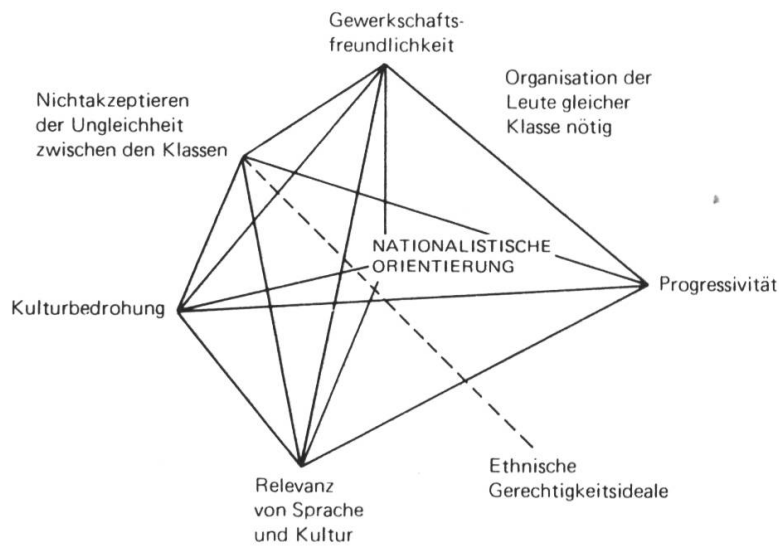 Gewerkschafts-
freundlichkeit
Organisation der
Leute gleicher
Klasse nötig
Nichtakzeptieren
der Ungleichheit
zwischen den Klassen
NATIONALISTISCHE
ORIENTIERUNG
Progressivität
Kulturbedrohung
Ethnische
Gerechtigkeitsideale
Relevanz
von Sprache
und Kultur